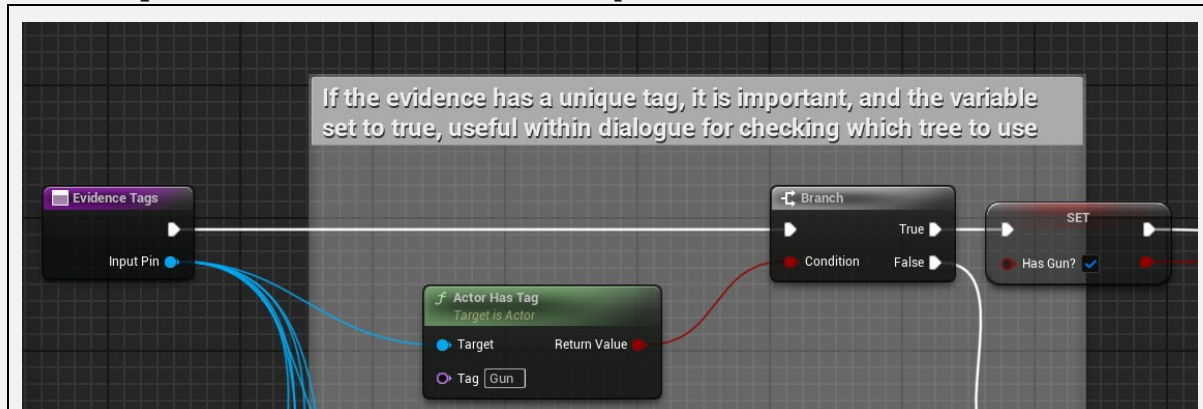 If the evidence has a unique tag, it is important, and the variable
set to true, useful within dialogue for checking which tree to use
Evidence Tags
Input Pin
Branch
True
Condition
False
SET
Has Gun?
f Actor Has Tag
Target is Actor
Target
Return Value
Tag Gun